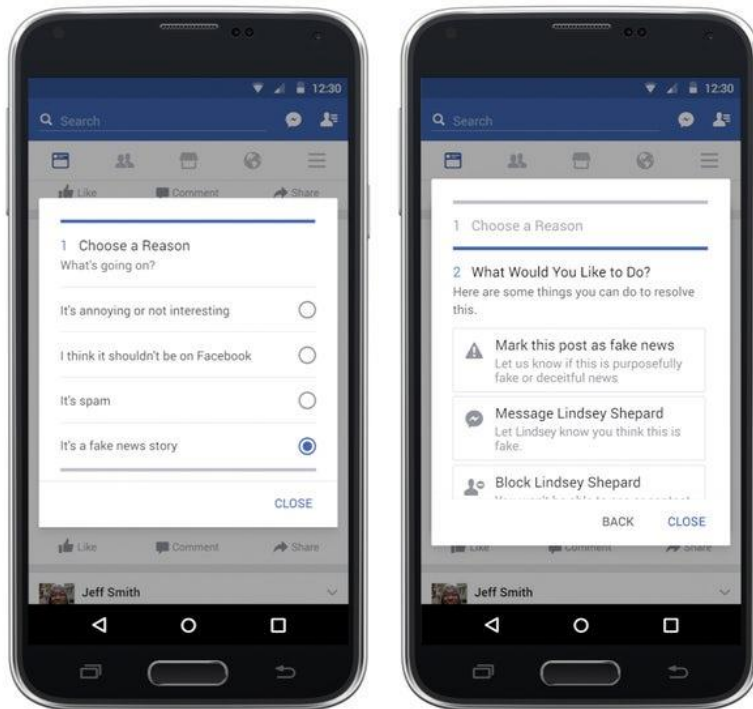 12:30
Search
Like Comment Share
1 Choose a Reason
What's going on?
It's annoying or not interesting
I think it shouldn't be on Facebook
It's spam
It's a fake news story
CLOSE
Like Comment Share
Jeff Smith
12:30
Search
1 Choose a Reason
2 What Would You Like to Do?
Here are some things you can do to resolve
this.
Mark this post as fake news
Let us know if this is purposefully
fake or deceitful news
Message Lindsey Shepard
Let Lindsey know you think this is
fake.
Block Lindsey Shepard
BACK CLOSE
Like Comment Share
Jeff Smith